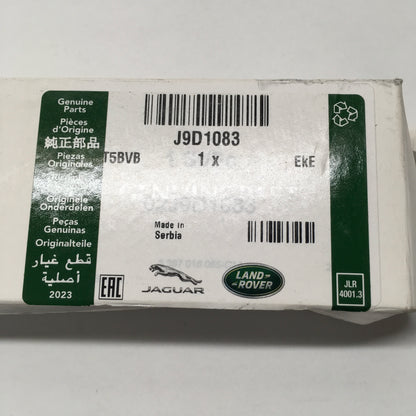 Genuine
Parts
Pièces
d'Origine
純正部品
Piezas
Originales
Originele
Onderdelen
Peças
Genuinas
Originalteile
قطع غيار
أصلية
2023
J9D1083
T5BVB
1 x
EkE
Made in
Serbia
EAC
JAGUAR
LAND-
ROVER
JLR
4001.3